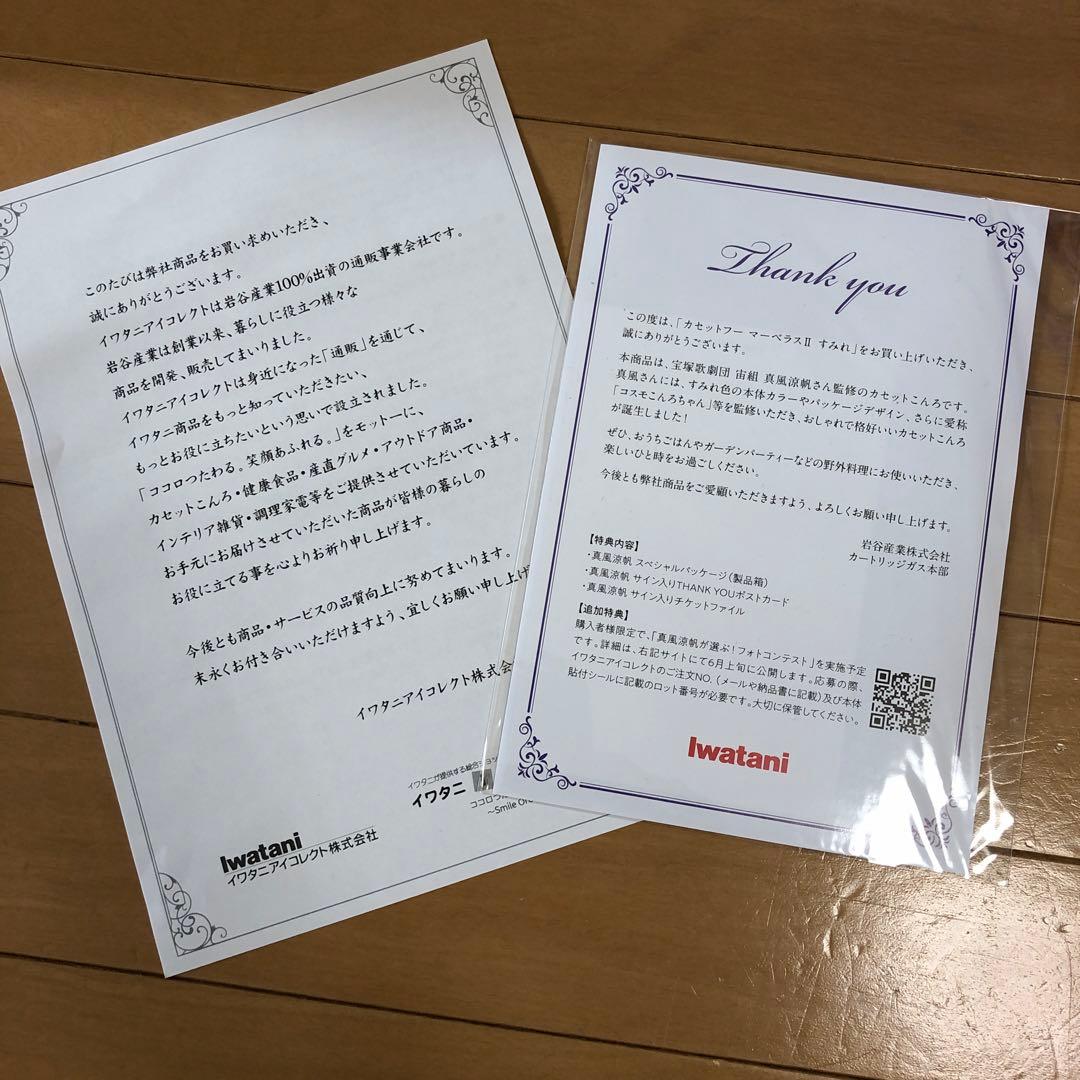 このたびは弊社商品をお買い求めいただき、
誠にありがとうございます。
イワタニアイコレクトは岩谷産業100%出資の通販事業会社です。
岩谷産業は創業以来、暮らしに役立つ様々な
商品を開発、販売してまいりました。
イワタニアイコレクトは身近になった「通販」を通じて、
イワタニ商品をもっと知っていただきたい、
もっとお役に立ちたいという思いで設立されました。
「ココロつたわる。笑顔あふれる。」をモットーに、
カセットこんろ・健康食品・産直グルメ・アウトドア商品・
インテリア雑貨・調理家電等をご提供させていただいています。
お手元にお届けさせていただいた商品が皆様の暮らしの
お役に立てる事を心よりお祈り申し上げます。
今後とも商品・サービスの品質向上に努めてまいります。
末永くお付き合いいただけますよう、宜しくお願い申し上げ
イワタニアイコレクト株式会
イワタニが提供する総合ショッ
イワタニ
ココロつ
~Smile Or
Iwatani
イワタニアイコレクト株式会社
Thank you
この度は、「カセットフー マーベラスII すみれ」をお買い上げいただき、
誠にありがとうございます。
本商品は、宝塚歌劇団 宙組 真風涼帆さん監修のカセットこんろです。
真風さんには、すみれ色の本体カラーやパッケージデザイン、さらに愛称
「コスモこんろちゃん」等を監修いただき、おしゃれで格好いいカセットこんろ
が誕生しました!
ぜひ、おうちごはんやガーデンパーティーなどの野外料理にお使いいただき、
楽しいひと時をお過ごしください。
今後とも弊社商品をご愛顧いただきますよう、よろしくお願い申し上げます。
岩谷産業株式会社
カートリッジガス本部
【特典内容】
・真風涼帆 スペシャルパッケージ(製品箱)
・真風涼帆 サイン入りTHANK YOUポストカード
・真風涼帆 サイン入りチケットファイル
【追加特典】
購入者様限定で、「真風涼帆が選ぶ!フォトコンテスト」を実施予定
です。詳細は、右記サイトにて6月上旬に公開します。応募の際、
イワタニアイコレクトのご注文NO.(メールや納品書に記載)及び本体
貼付シールに記載のロット番号が必要です。大切に保管してください。
Iwatani